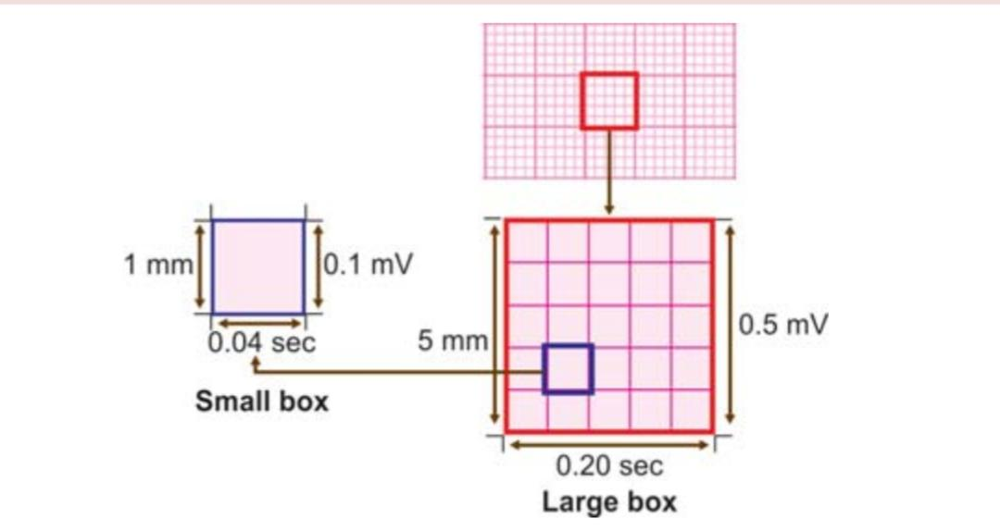 1 mm
0.1 mV
0.04 sec
Small box
5 mm
0.5 mV
0.20 sec
Large box